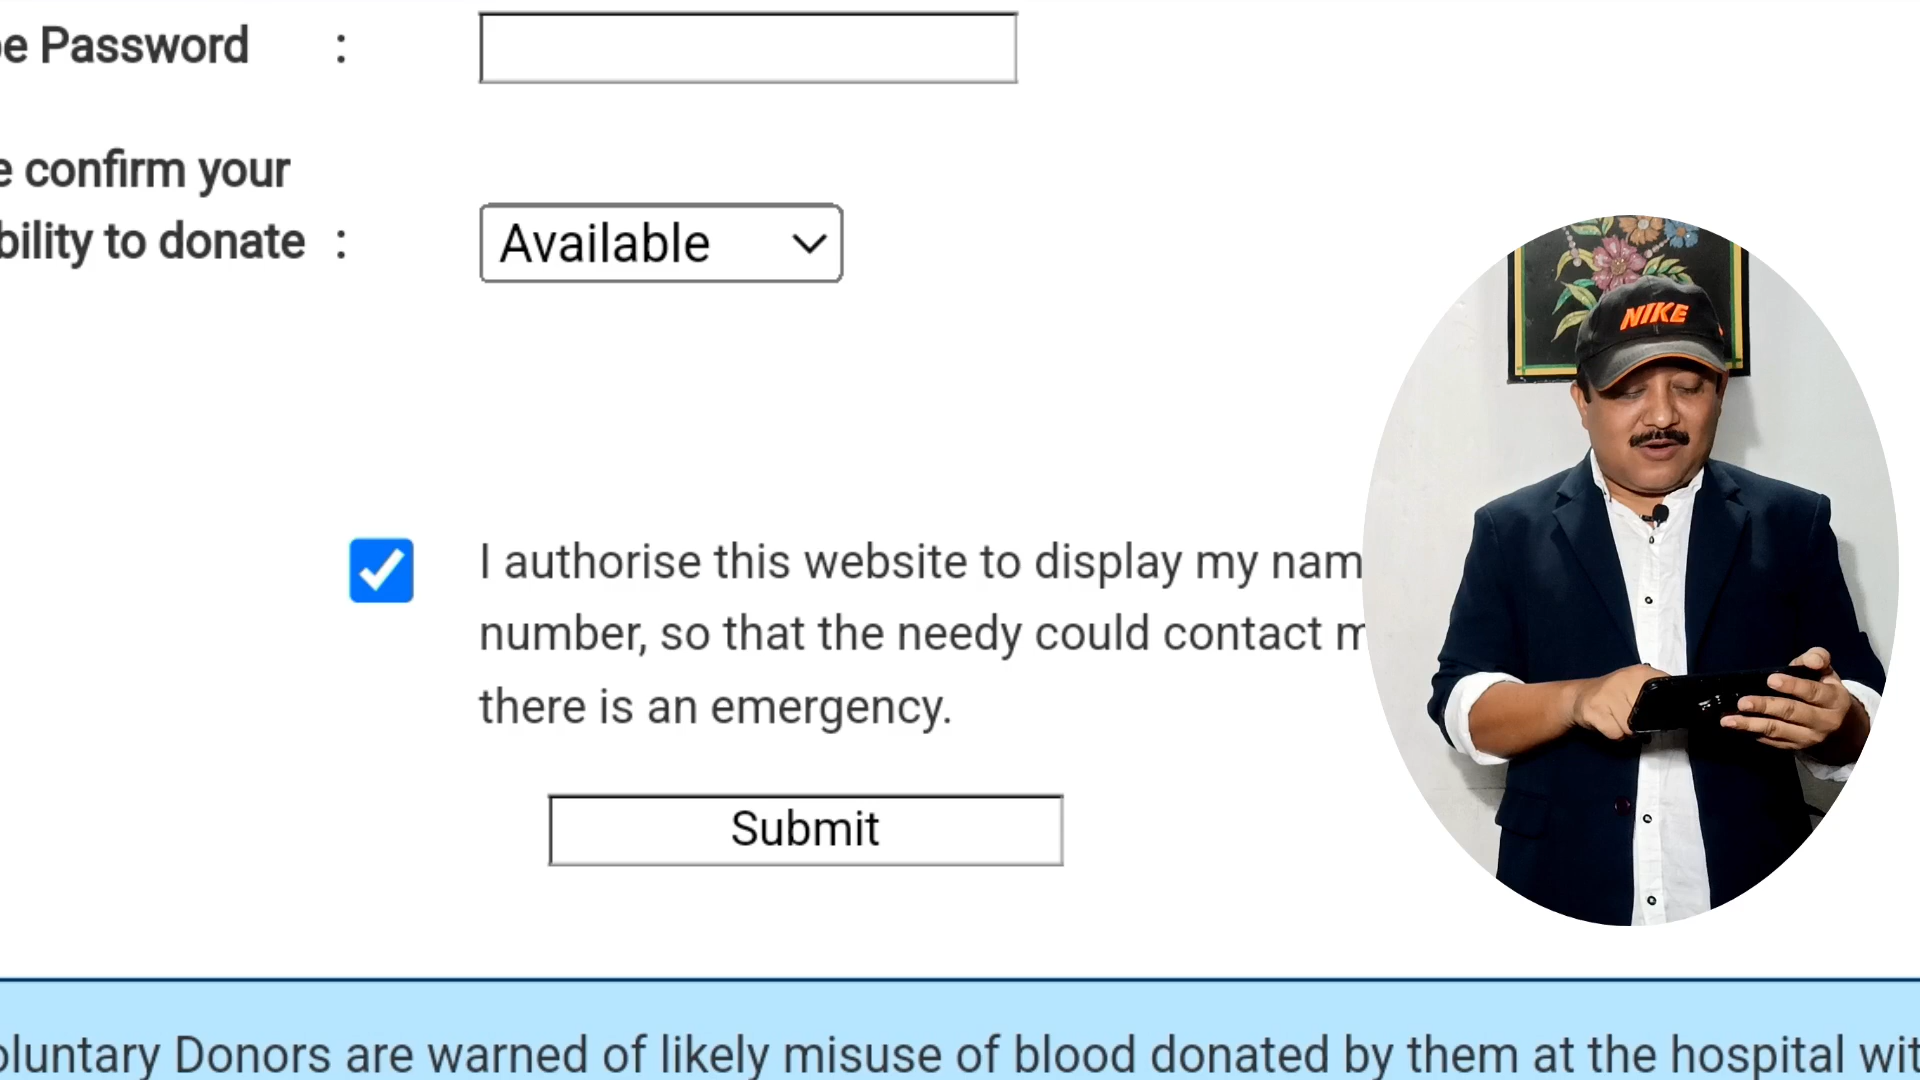 e Password :
e confirm your
bility to donate :
Available
NIKE
I authorise this website to display my nam
number, so that the needy could contact m
there is an emergency.
Submit
oluntary Donors are warned of likely misuse of blood donated by them at the hospital wit